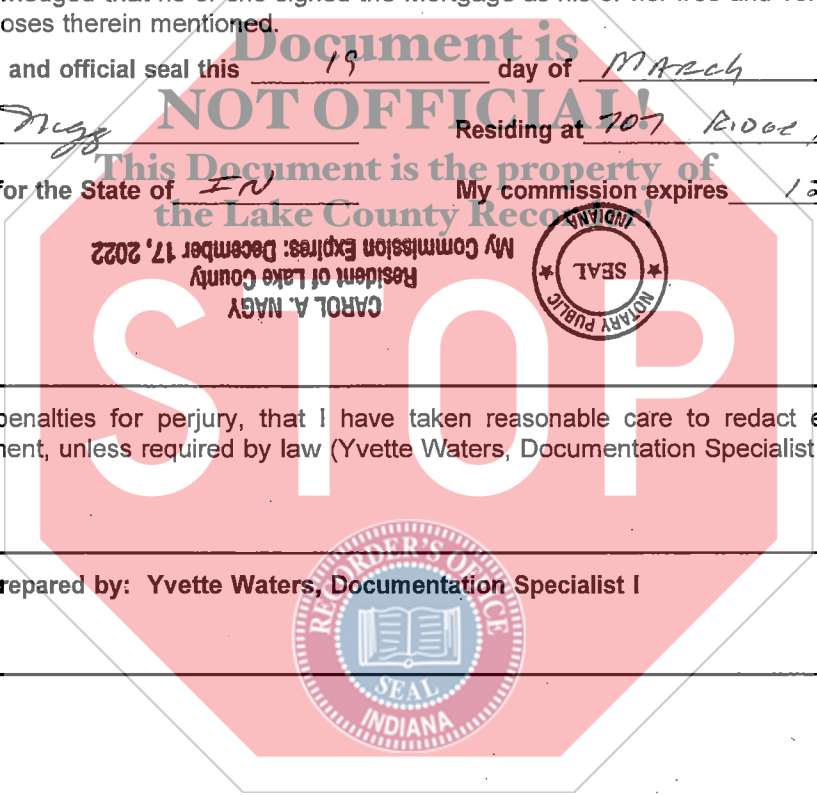 oses therein mentioned.
Document is
and official seal this 19 day of March
NOT OFFICIAL!
Residing at 707 Ridge
This Document is the property of
for the State of IN My commission expires 12
the Lake County Recorder!
My Commission Expires: December 17, 2022
Resident of Lake County
CAROL A. NAGY
NOTARY PUBLIC
SEAL
INDIANA
STOP
penalties for perjury, that I have taken reasonable care to redact
ent, unless required by law (Yvette Waters, Documentation Specialist
repared by: Yvette Waters, Documentation Specialist I
RECORDER'S OFFICE
SEAL
INDIANA